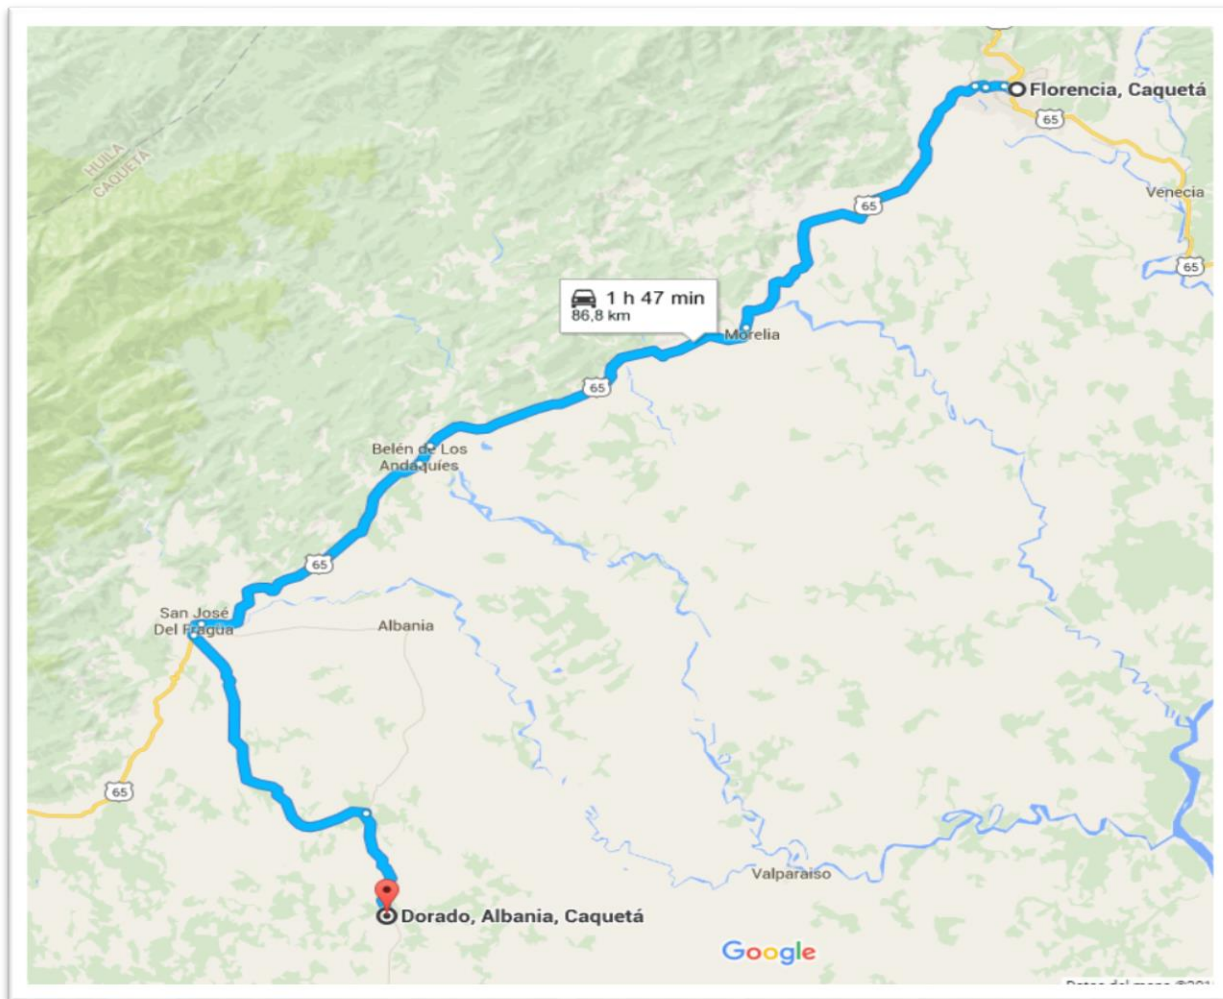 Florencia, Caquetá
65
HUILA
CAQUETÁ
Venecia
65
65
1 h 47 min
86,8 km
Morelia
65
Belén de Los
Andaquíes
65
San José
Del Fragua
Albania
65
Valparaiso
Dorado, Albania, Caquetá
Google